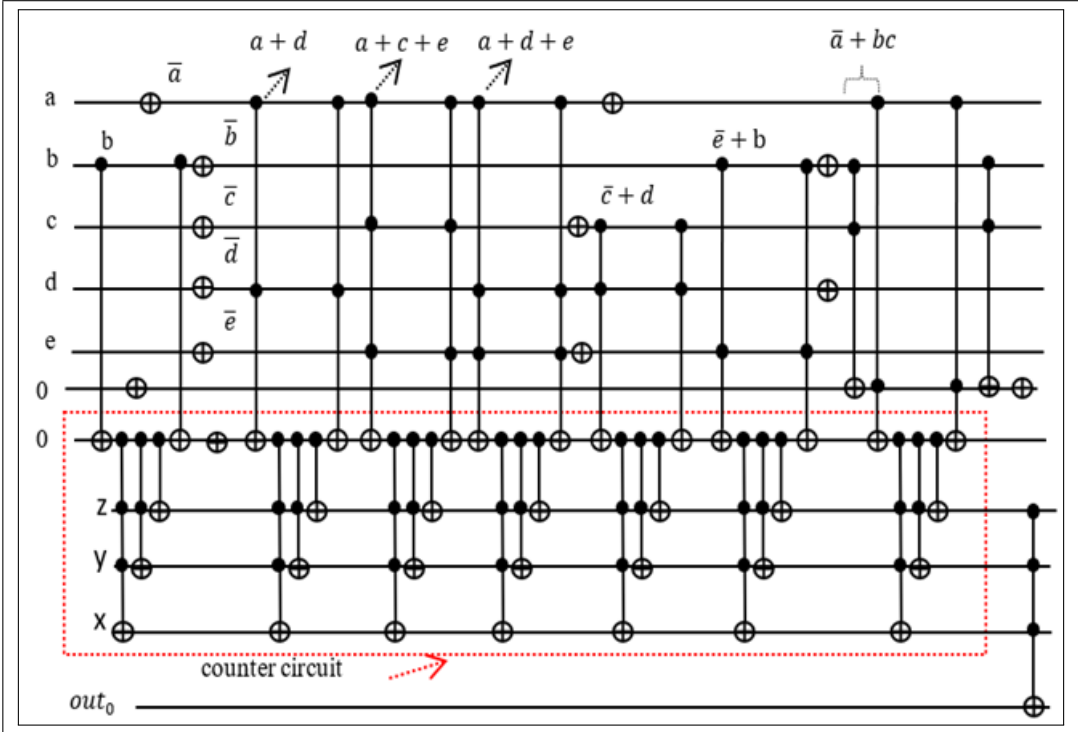 a + d
a + c + e
a + d + e
ā + bc
ā
a
b
b̄
b
ē + b
c̄
c
c̄ + d
d̄
d
ē
e
0
0
z
y
x
counter circuit
out₀